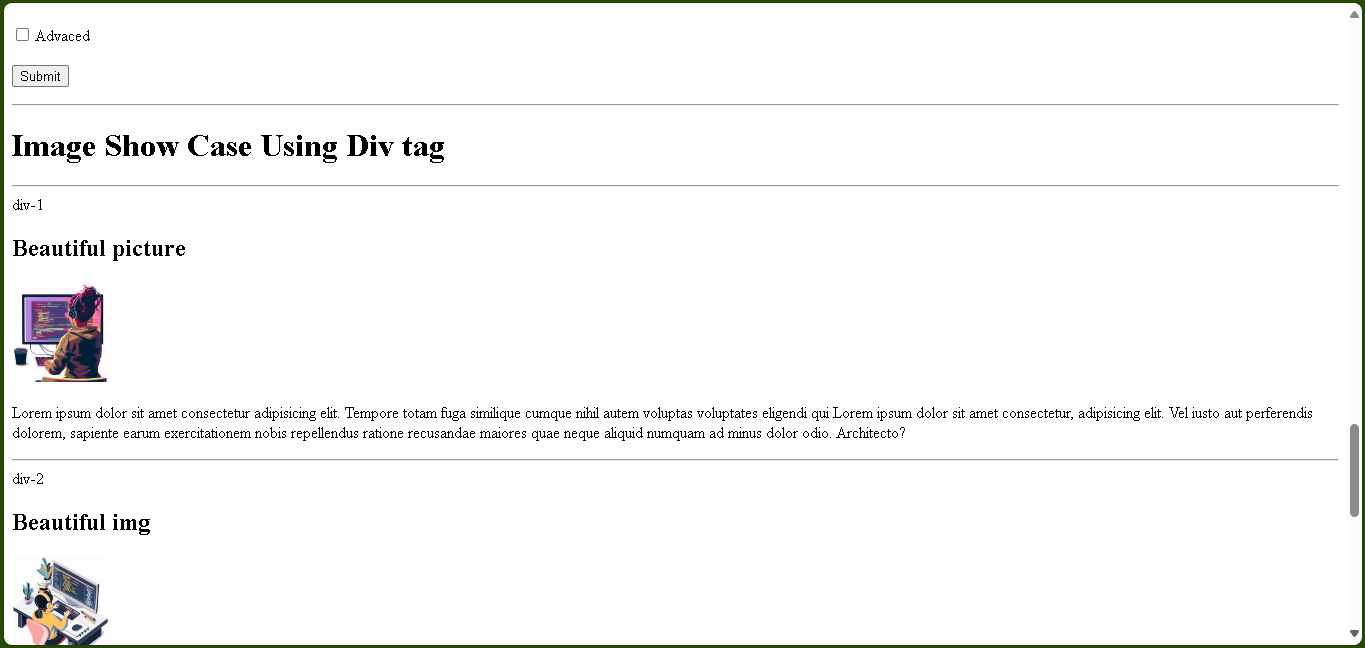 Advaced
Submit
Image Show Case Using Div tag
div-1
Beautiful picture
Lorem ipsum dolor sit amet consectetur adipisicing elit. Tempore totam fuga similique cumque nihil autem voluptas voluptates eligendi qui Lorem ipsum dolor sit amet consectetur, adipisicing elit. Vel iusto aut perferendis
dolorem, sapiente earum exercitationem nobis repellendus ratione recusandae maiores quae neque aliquid numquam ad minus dolor odio. Architecto?
div-2
Beautiful img